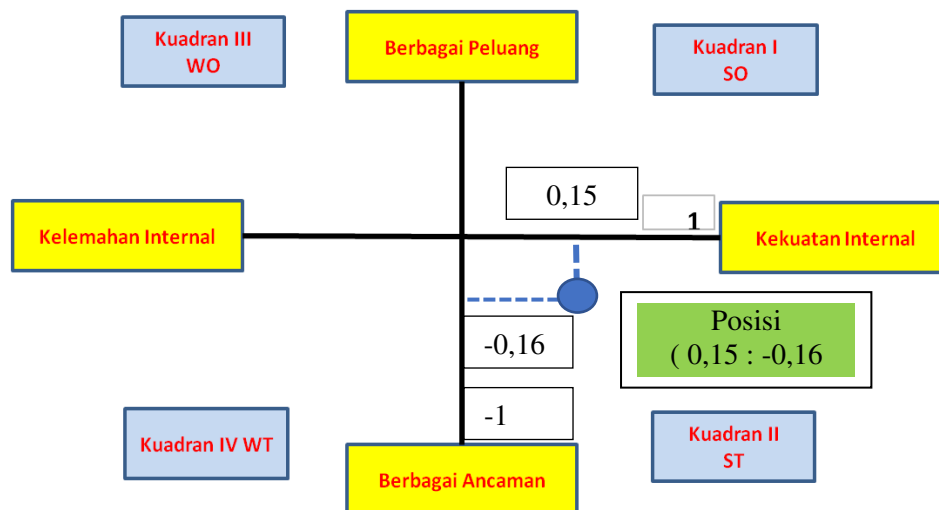 Kuadran III
WO
Berbagai Peluang
Kuadran I
SO
0,15
1
Kelemahan Internal
Kekuatan Internal
Posisi
( 0,15 : -0,16
-0,16
-1
Kuadran IV WT
Berbagai Ancaman
Kuadran II
ST